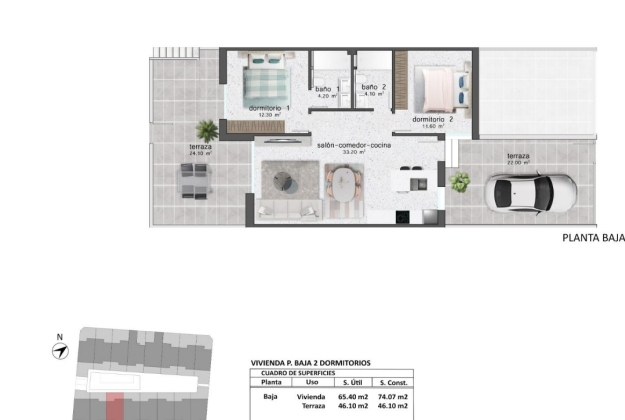 dormitorio 1
12.30 m²
baño 1
4.20 m²
baño 2
4.10 m²
dormitorio 2
11.60 m²
terraza
24.10 m²
salón-comedor-cocina
33.20 m²
terraza
22.00 m²
PLANTA BAJA
N
VIVIENDA P. BAJA 2 DORMITORIOS
CUADRO DE SUPERFICIES
Planta Uso S. Útil S. Const.
Baja Vivienda 65.40 m2 74.07 m2
Terraza 46.10 m2 46.10 m2